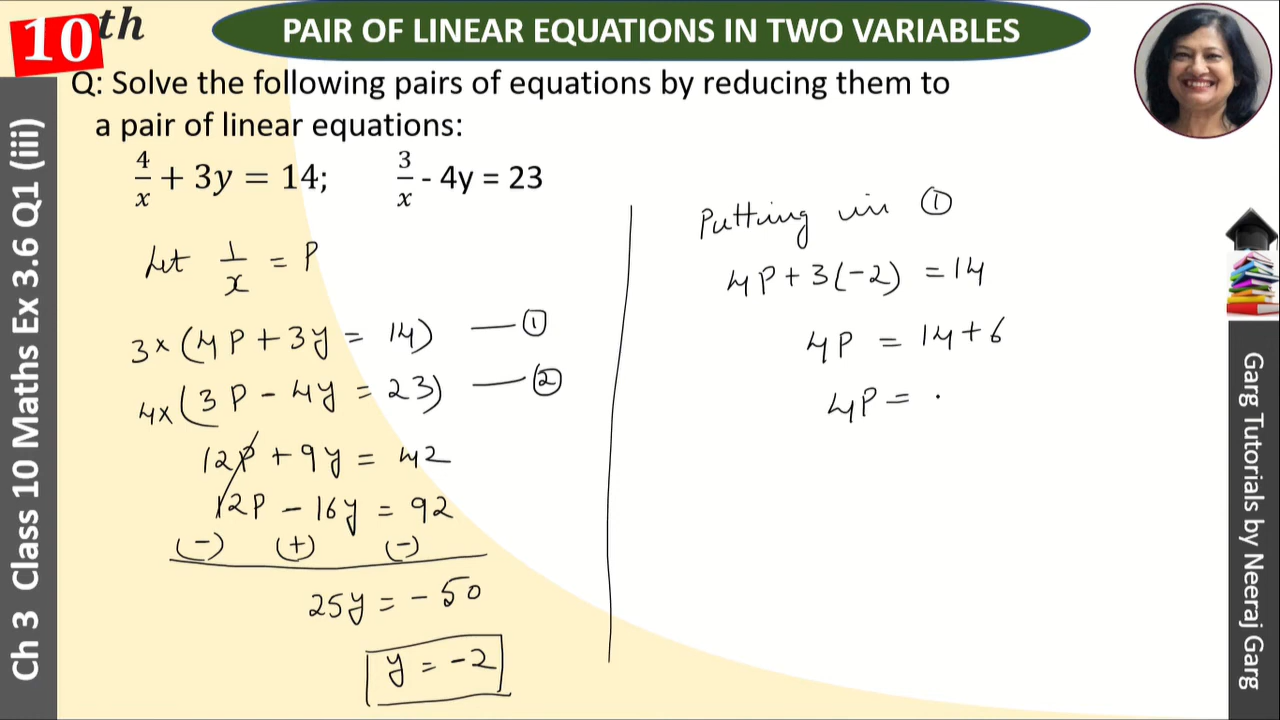 10th
PAIR OF LINEAR EQUATIONS IN TWO VARIABLES
Q: Solve the following pairs of equations by reducing them to
a pair of linear equations:
4/x + 3y = 14; 3/x - 4y = 23
Let 1/x = P
3×(4P + 3y = 14) — ①
4×(3P - 4y = 23) — ②
12P + 9y = 42
12P - 16y = 92
(-) (+) (-)
25y = -50
y = -2
Putting in ①
4P + 3(-2) = 14
4P = 14+6
4P =
Ch 3 Class 10 Maths Ex 3.6 Q1 (iii)
Garg Tutorials by Neeraj Garg